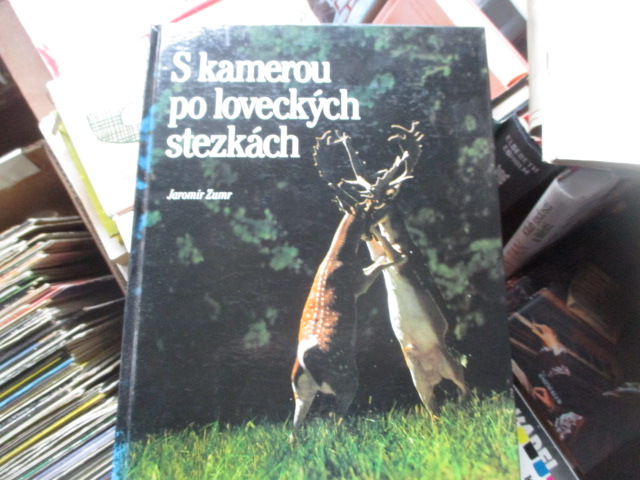 S kamerou
po loveckých
stezkách
Jaromír Zumr